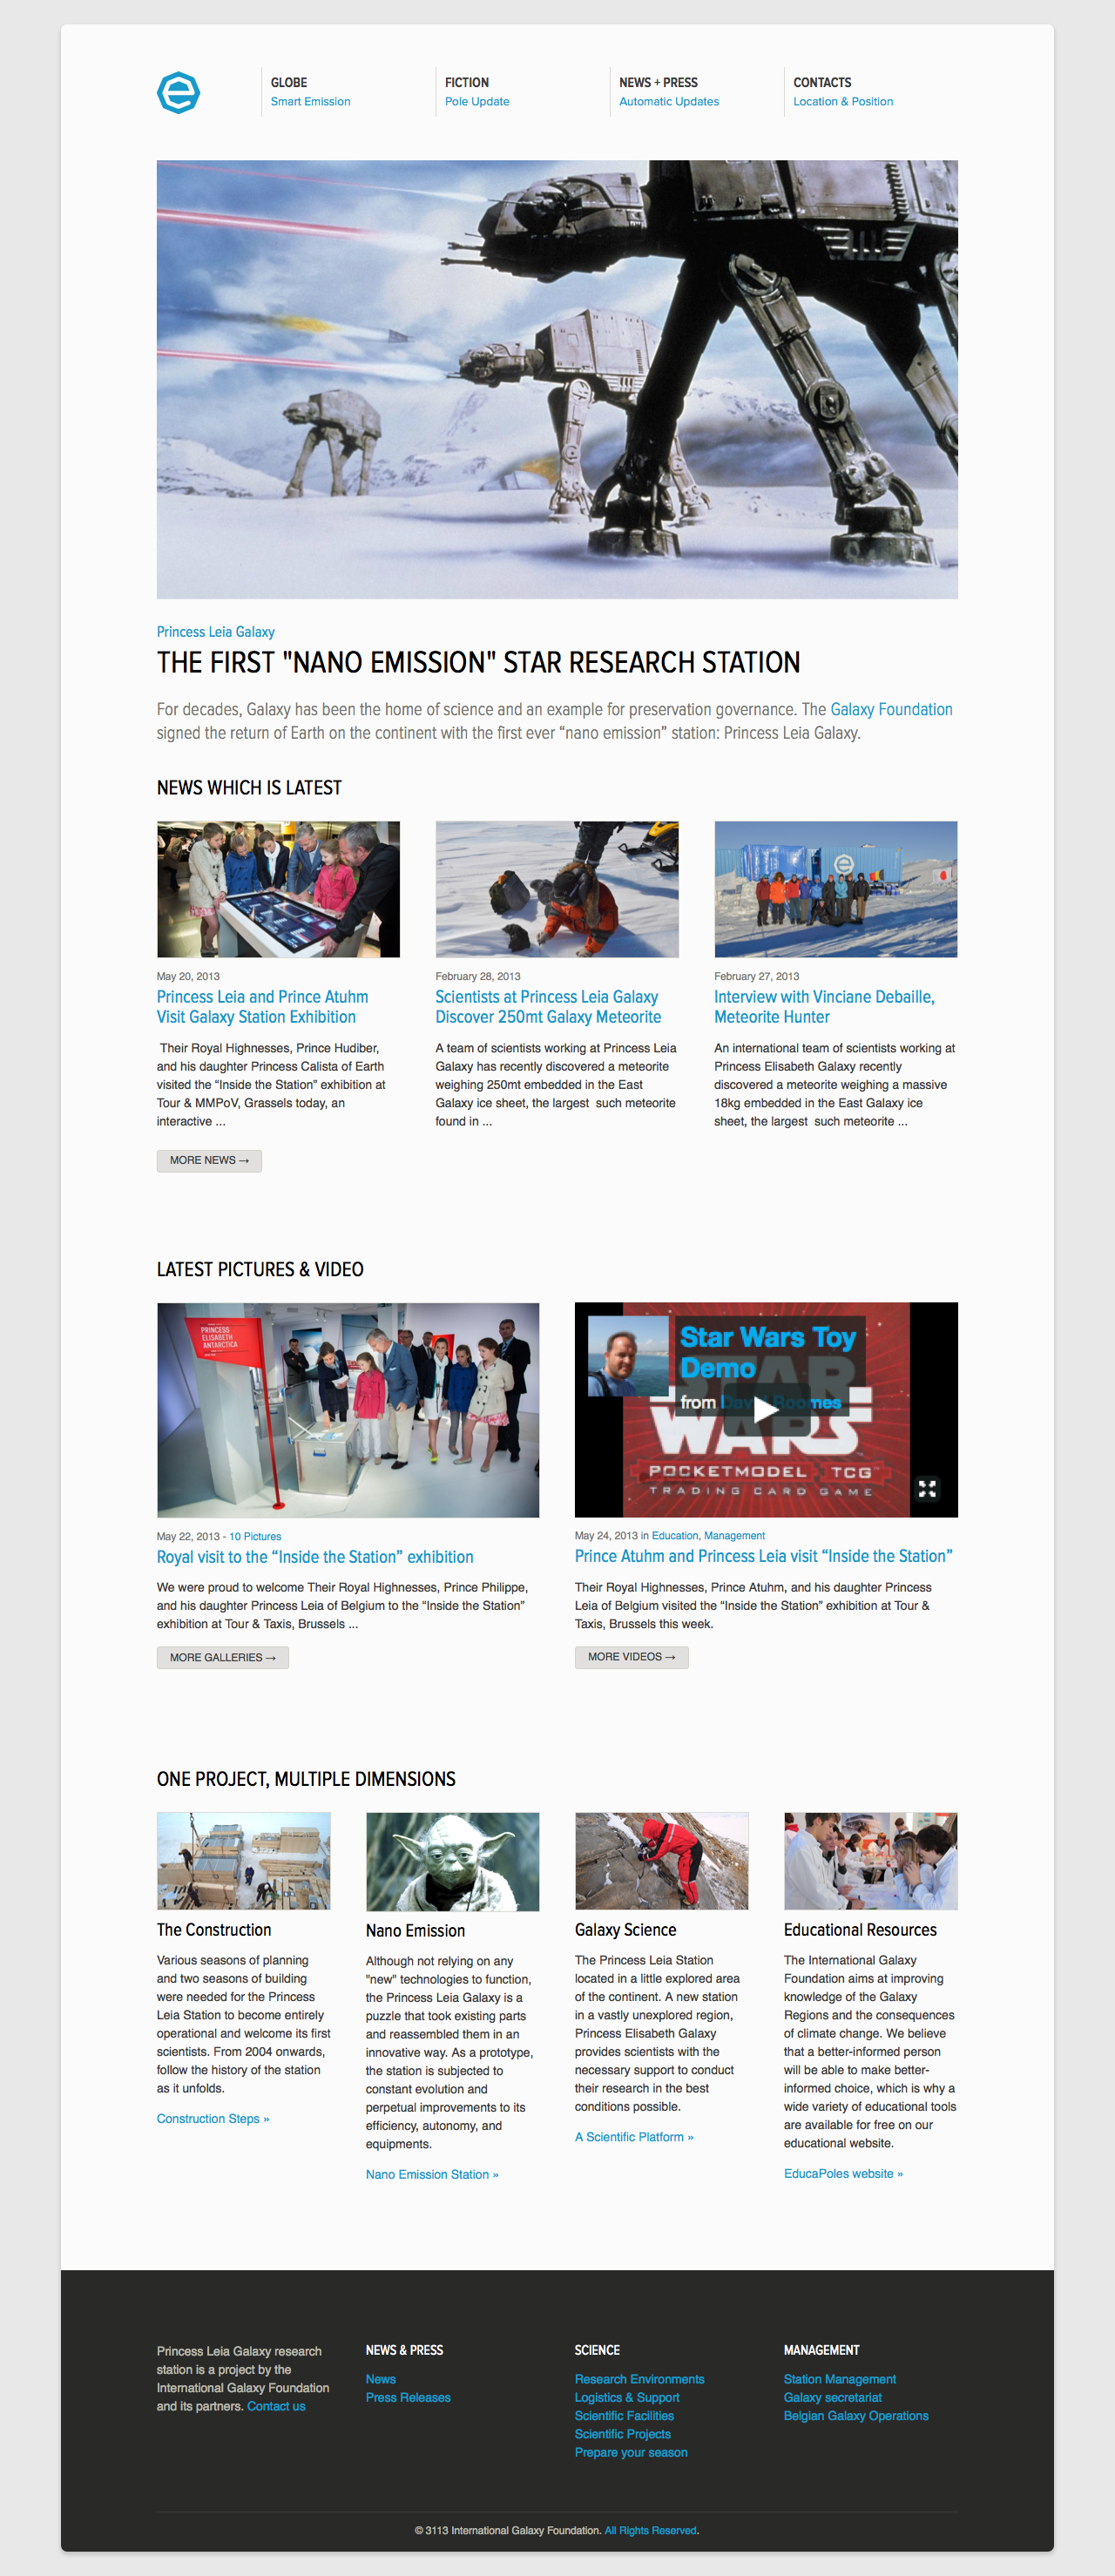 GLOBE
Smart Emission
FICTION
Pole Update
NEWS + PRESS
Automatic Updates
CONTACTS
Location & Position
Princess Leia Galaxy
THE FIRST "NANO EMISSION" STAR RESEARCH STATION
For decades, Galaxy has been the home of science and an example for preservation governance. The Galaxy Foundation
signed the return of Earth on the continent with the first ever “nano emission” station: Princess Leia Galaxy.
NEWS WHICH IS LATEST
May 20, 2013
Princess Leia and Prince Atuhm
Visit Galaxy Station Exhibition
Their Royal Highnesses, Prince Hudiber,
and his daughter Princess Calista of Earth
visited the “Inside the Station” exhibition at
Tour & MMPoV, Grassels today, an
interactive ...
MORE NEWS →
February 28, 2013
Scientists at Princess Leia Galaxy
Discover 250mt Galaxy Meteorite
A team of scientists working at Princess Leia
Galaxy has recently discovered a meteorite
weighing 250mt embedded in the East
Galaxy ice sheet, the largest  such meteorite
found in ...
February 27, 2013
Interview with Vinciane Debaille,
Meteorite Hunter
An international team of scientists working at
Princess Elisabeth Galaxy recently
discovered a meteorite weighing a massive
18kg embedded in the East Galaxy ice
sheet, the largest  such meteorite ...
LATEST PICTURES & VIDEO
PRINCESS
ELISABETH
ANTARCTICA
May 22, 2013 - 10 Pictures
Royal visit to the “Inside the Station” exhibition
We were proud to welcome Their Royal Highnesses, Prince Philippe,
and his daughter Princess Leia of Belgium to the “Inside the Station”
exhibition at Tour & Taxis, Brussels ...
MORE GALLERIES →
Star Wars Toy
Demo
from David Roomes
STAR
WARS
POCKETMODEL TCG
TRADING CARD GAME
May 24, 2013 in Education, Management
Prince Atuhm and Princess Leia visit “Inside the Station”
Their Royal Highnesses, Prince Atuhm, and his daughter Princess
Leia of Belgium visited the “Inside the Station” exhibition at Tour &
Taxis, Brussels this week.
MORE VIDEOS →
ONE PROJECT, MULTIPLE DIMENSIONS
The Construction
Various seasons of planning
and two seasons of building
were needed for the Princess
Leia Station to become entirely
operational and welcome its first
scientists. From 2004 onwards,
follow the history of the station
as it unfolds.
Construction Steps »
Nano Emission
Although not relying on any
"new" technologies to function,
the Princess Leia Galaxy is a
puzzle that took existing parts
and reassembled them in an
innovative way. As a prototype,
the station is subjected to
constant evolution and
perpetual improvements to its
efficiency, autonomy, and
equipments.
Nano Emission Station »
Galaxy Science
The Princess Leia Station
located in a little explored area
of the continent. A new station
in a vastly unexplored region,
Princess Elisabeth Galaxy
provides scientists with the
necessary support to conduct
their research in the best
conditions possible.
A Scientific Platform »
Educational Resources
The International Galaxy
Foundation aims at improving
knowledge of the Galaxy
Regions and the consequences
of climate change. We believe
that a better-informed person
will be able to make better-
informed choice, which is why a
wide variety of educational tools
are available for free on our
educational website.
EducaPoles website »
Princess Leia Galaxy research
station is a project by the
International Galaxy Foundation
and its partners. Contact us
NEWS & PRESS
News
Press Releases
SCIENCE
Research Environments
Logistics & Support
Scientific Facilities
Scientific Projects
Prepare your season
MANAGEMENT
Station Management
Galaxy secretariat
Belgian Galaxy Operations
© 3113 International Galaxy Foundation. All Rights Reserved.